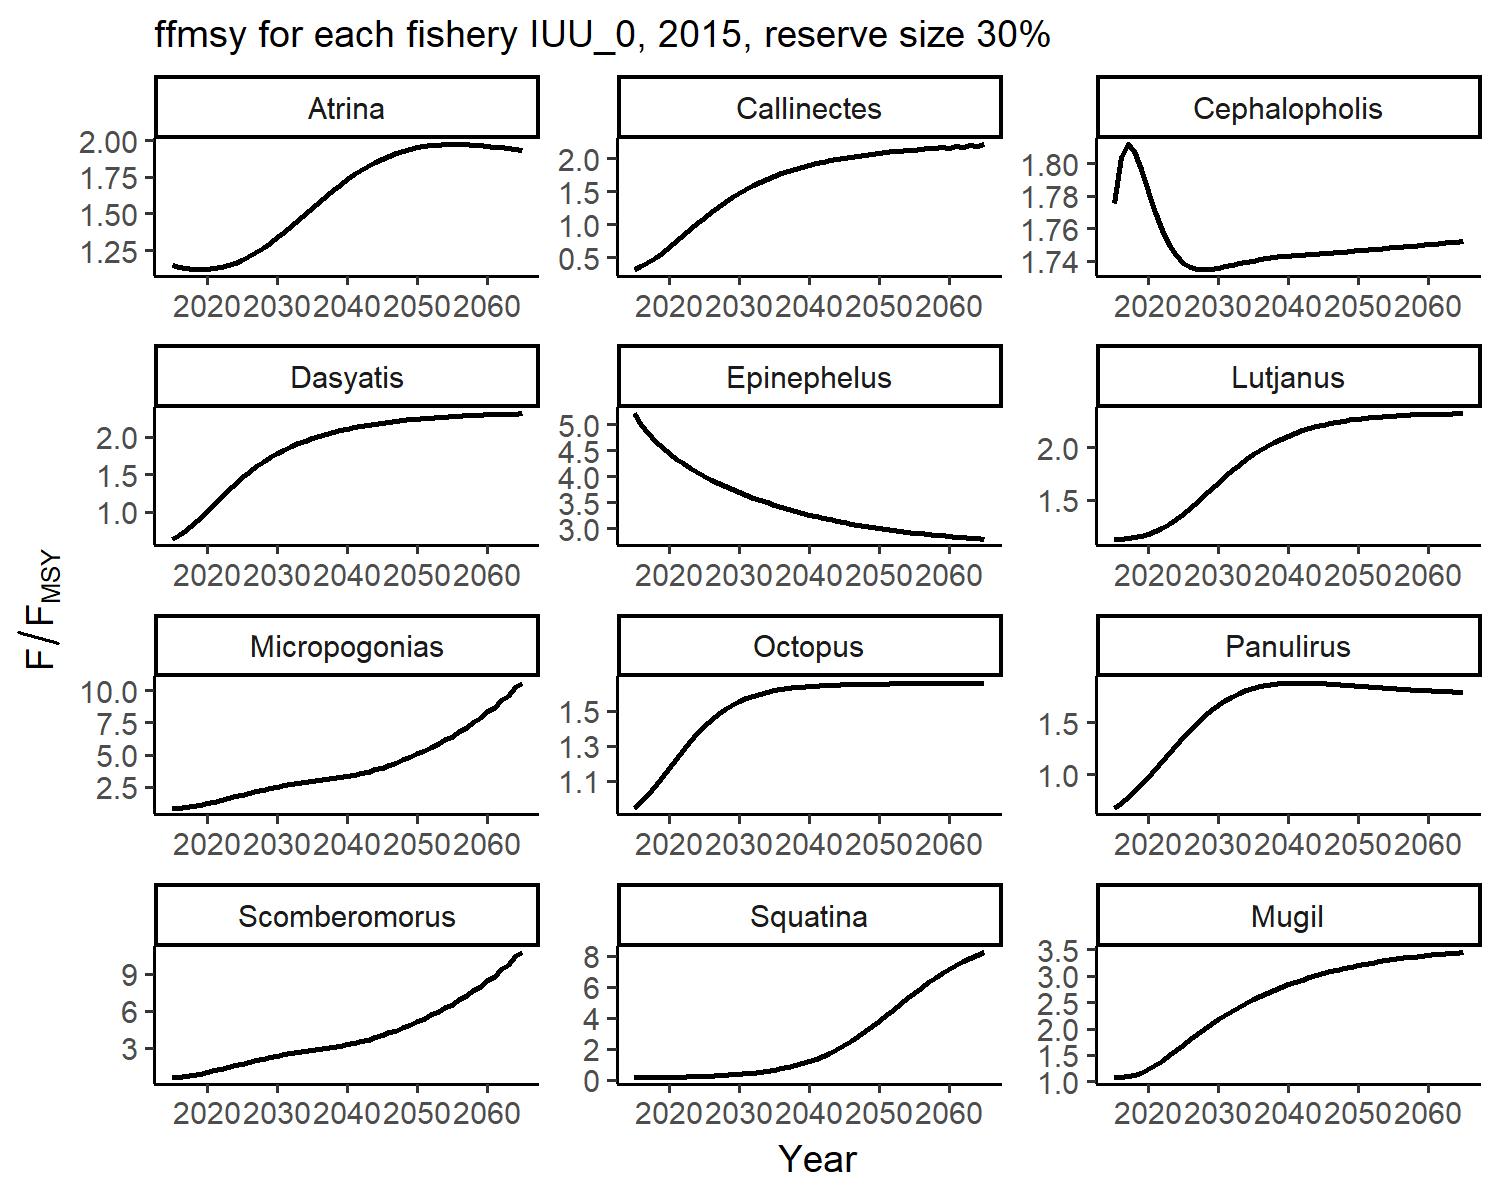 ffmsy for each fishery IUU_0, 2015, reserve size 30%
Atrina
Callinectes
Cephalopholis
2.00
1.75
1.50
1.25
2.0
1.5
1.0
0.5
1.80
1.78
1.76
1.74
2020 2030 2040 2050 2060
2020 2030 2040 2050 2060
2020 2030 2040 2050 2060
Dasyatis
Epinephelus
Lutjanus
2.0
1.5
1.0
5.0
4.5
4.0
3.5
3.0
2.0
1.5
2020 2030 2040 2050 2060
2020 2030 2040 2050 2060
2020 2030 2040 2050 2060
F/FMSY
Micropogonias
Octopus
Panulirus
10.0
7.5
5.0
2.5
1.5
1.3
1.1
1.5
1.0
2020 2030 2040 2050 2060
2020 2030 2040 2050 2060
2020 2030 2040 2050 2060
Scomberomorus
Squatina
Mugil
9
6
3
8
6
4
2
0
3.5
3.0
2.5
2.0
1.5
1.0
2020 2030 2040 2050 2060
2020 2030 2040 2050 2060
2020 2030 2040 2050 2060
Year